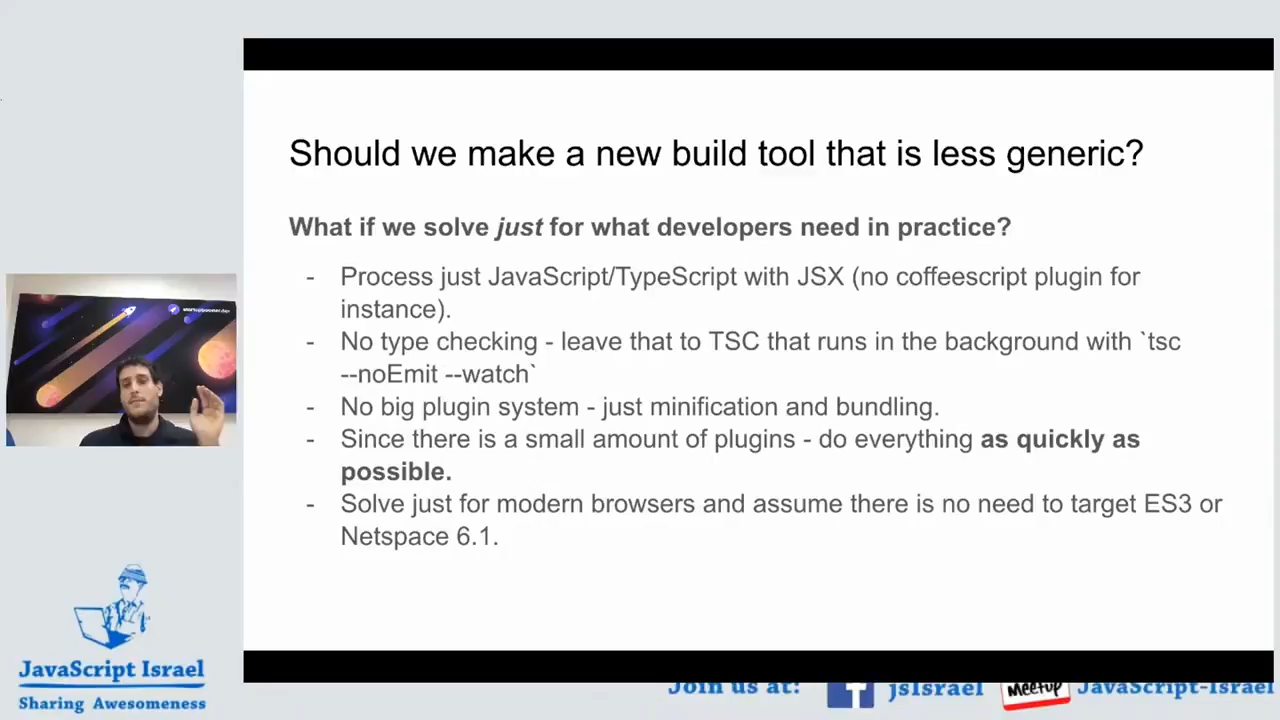 Should we make a new build tool that is less generic?
What if we solve just for what developers need in practice?
- Process just JavaScript/TypeScript with JSX (no coffeescript plugin for
instance).
- No type checking - leave that to TSC that runs in the background with `tsc
--noEmit --watch`
- No big plugin system - just minification and bundling.
- Since there is a small amount of plugins - do everything as quickly as
possible.
- Solve just for modern browsers and assume there is no need to target ES3 or
Netspace 6.1.
JavaScript Israel
Sharing Awesomeness
Join us at: jsIsrael Meetup JavaScript-Israel